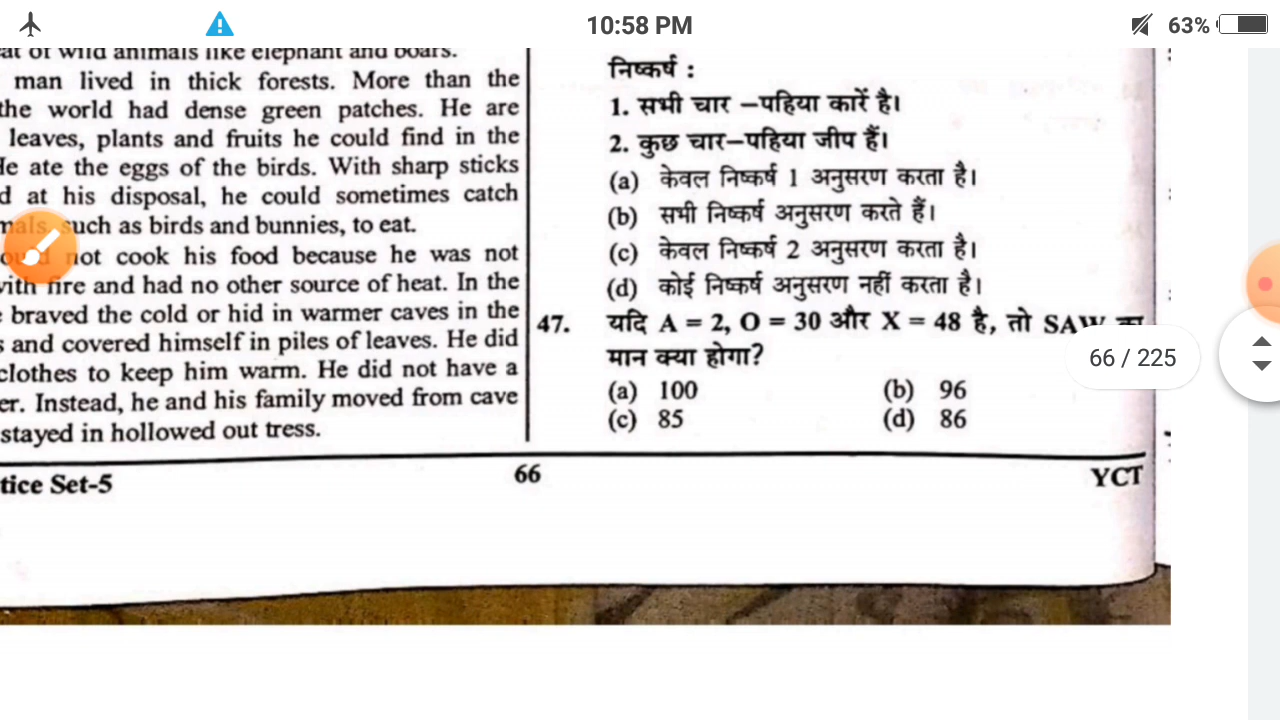 10:58 PM
63%
man lived in thick forests. More than the
the world had dense green patches. He are
leaves, plants and fruits he could find in the
He ate the eggs of the birds. With sharp sticks
at his disposal, he could sometimes catch
such as birds and bunnies, to eat.
not cook his food because he was not
fire and had no other source of heat. In the
braved the cold or hid in warmer caves in the
and covered himself in piles of leaves. He did
clothes to keep him warm. He did not have a
Instead, he and his family moved from cave
stayed in hollowed out tress.
of wild animals like elephant and boars.
निष्कर्ष :
1. सभी चार –पहिया कारें है।
2. कुछ चार–पहिया जीप हैं।
(a) केवल निष्कर्ष 1 अनुसरण करता है।
(b) सभी निष्कर्ष अनुसरण करते हैं।
(c) केवल निष्कर्ष 2 अनुसरण करता है।
(d) कोई निष्कर्ष अनुसरण नहीं करता है।
47. यदि A = 2, O = 30 और X = 48 है, तो SAW का
मान क्या होगा?
(a) 100 (b) 96
(c) 85 (d) 86
66 / 225
Set-5 66 YCT